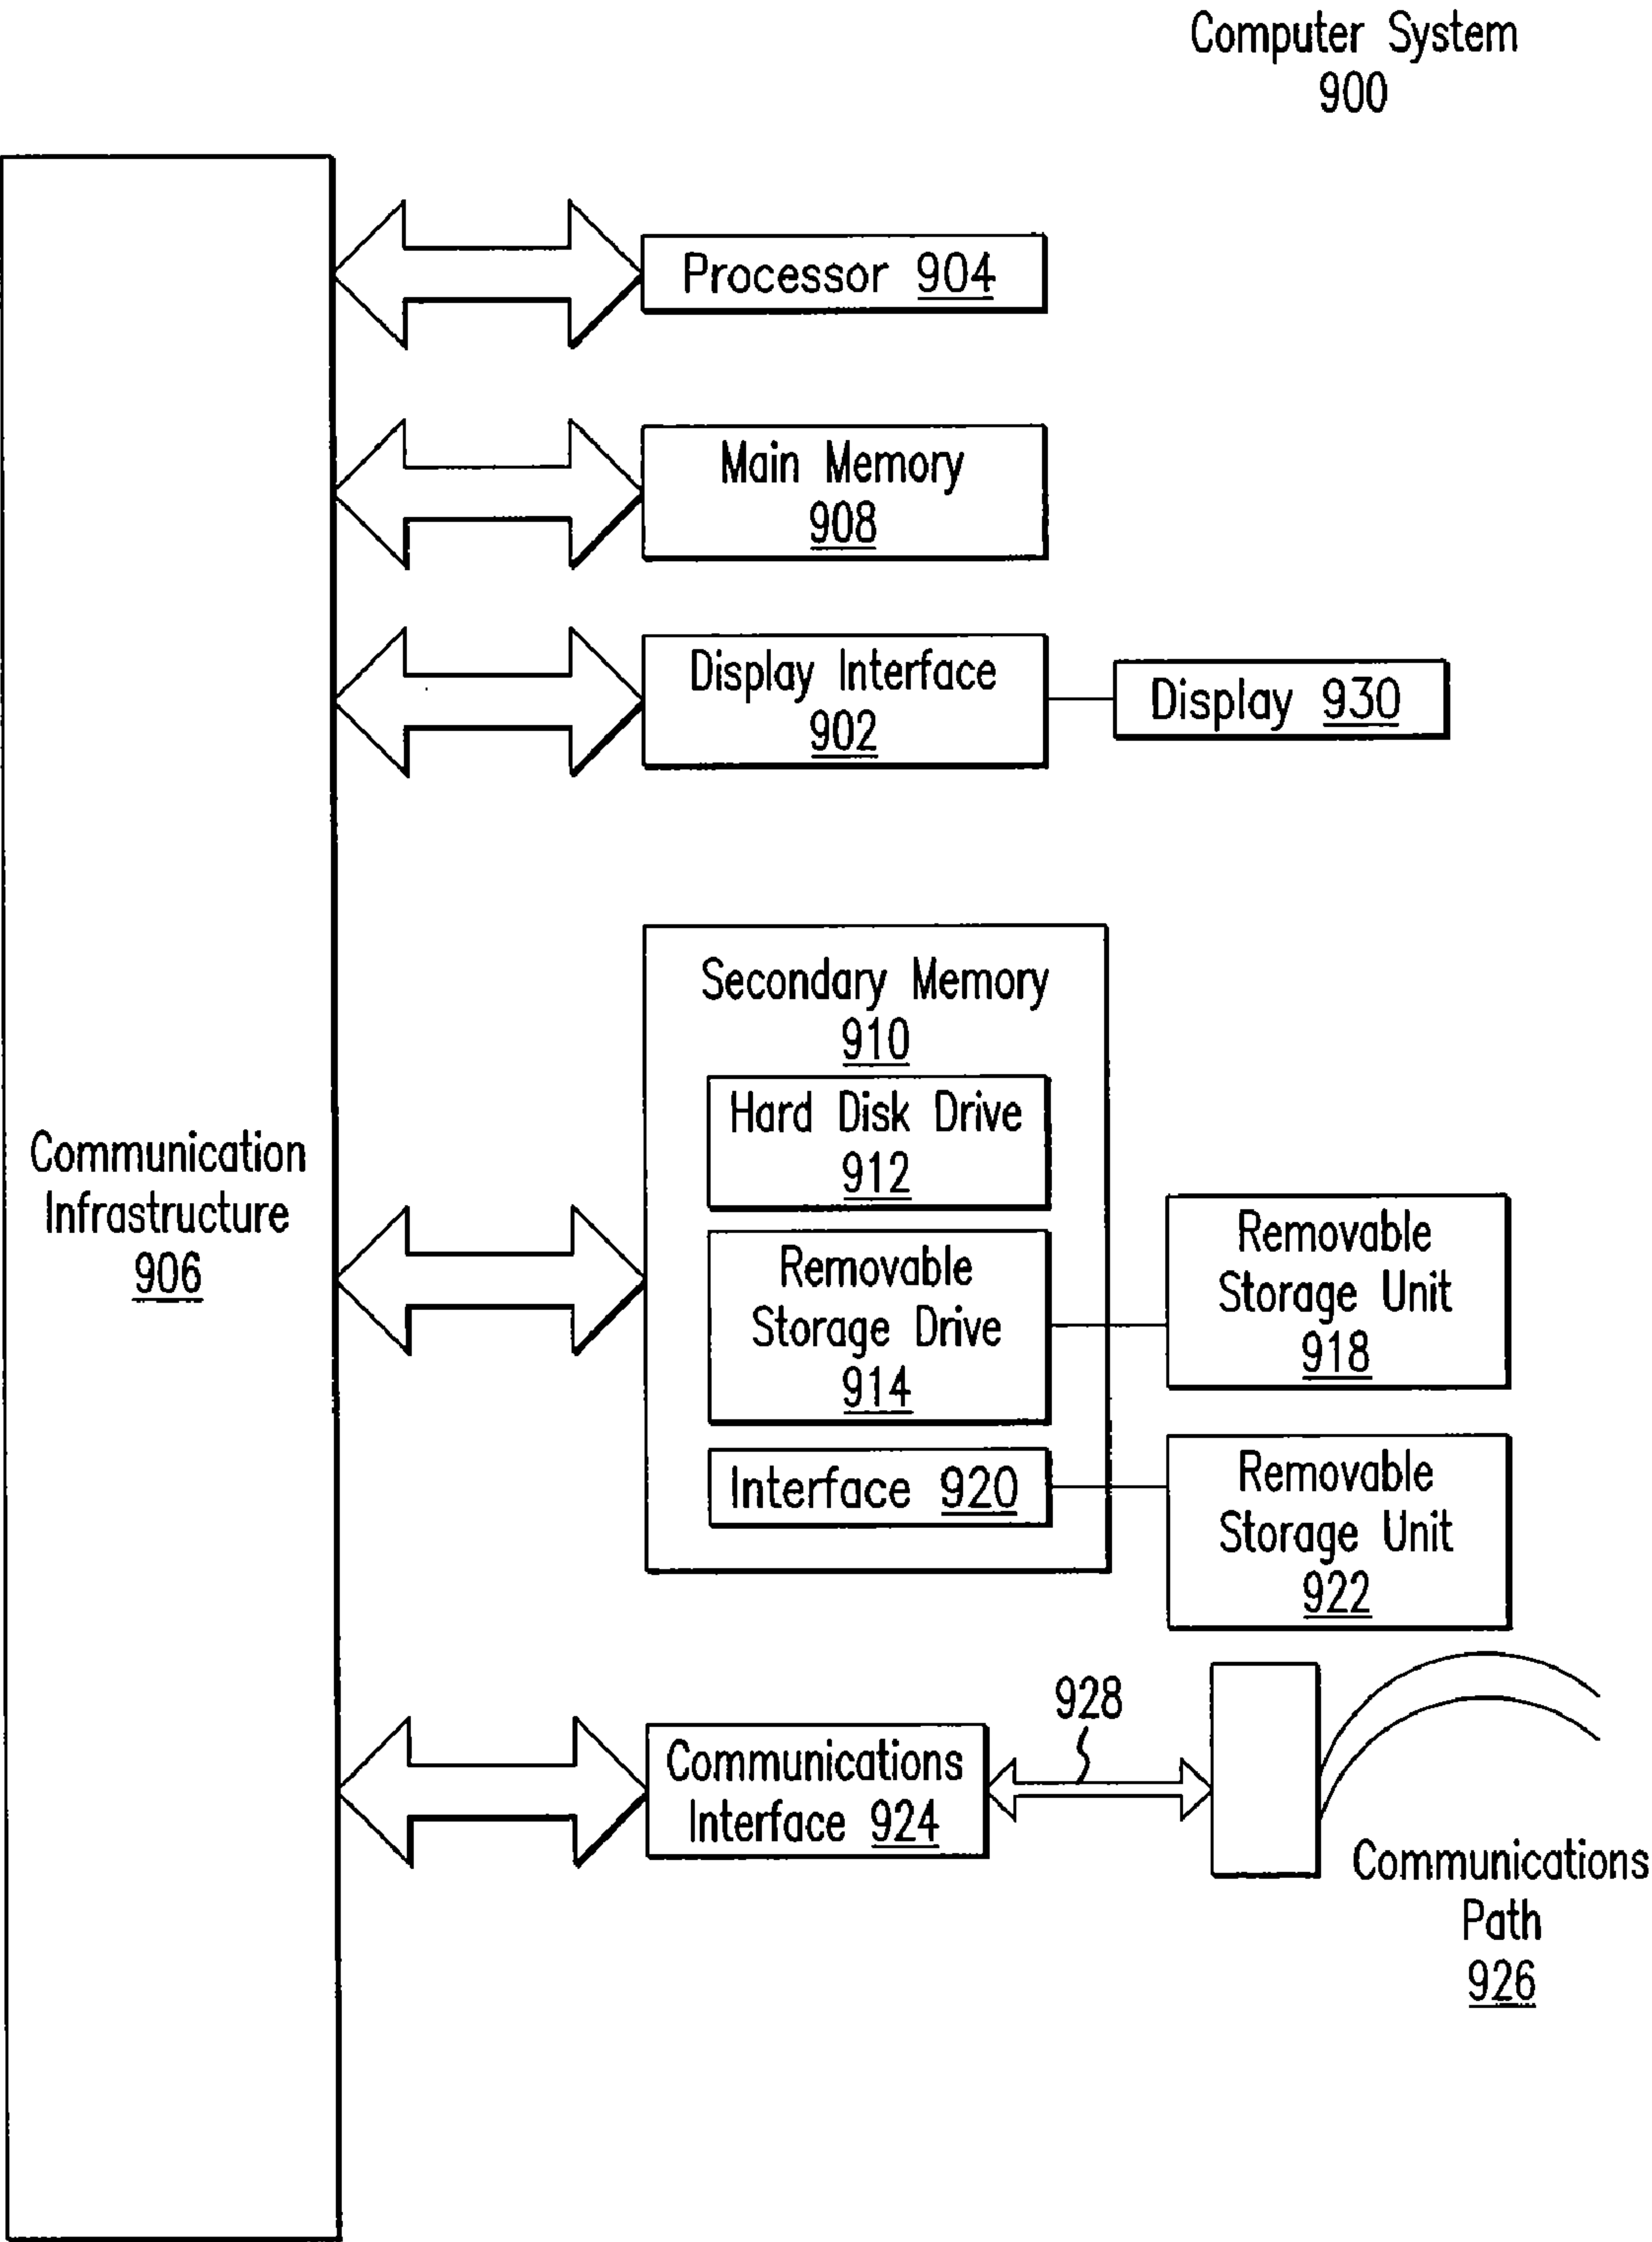 Computer System
900
Processor 904
Main Memory
908
Display Interface
902
Display 930
Communication
Infrastructure
906
Secondary Memory
910
Hard Disk Drive
912
Removable
Storage Drive
914
Interface 920
Removable
Storage Unit
918
Removable
Storage Unit
922
Communications
Interface 924
928
Communications
Path
926